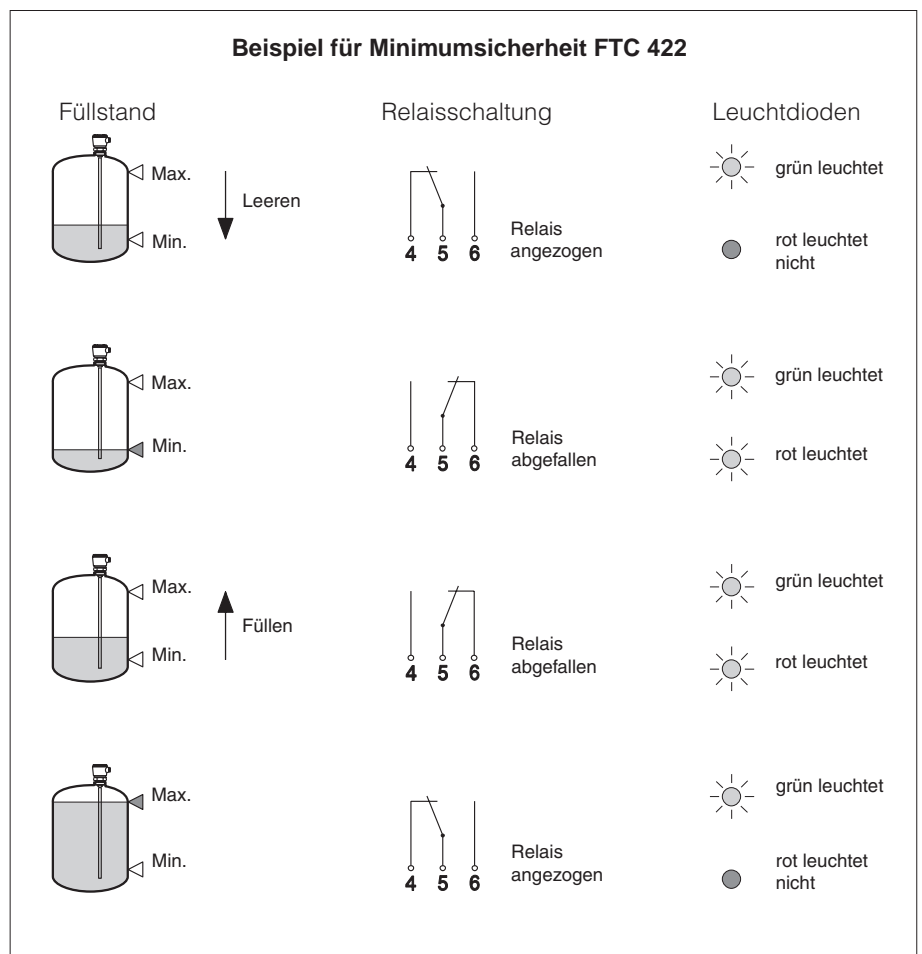 Beispiel für Minimumsicherheit FTC 422
Füllstand
Relaisschaltung
Leuchtdioden
Max.
Min.
Leeren
4 5 6
Relais
angezogen
grün leuchtet
rot leuchtet
nicht
Max.
Min.
4 5 6
Relais
abgefallen
grün leuchtet
rot leuchtet
Max.
Min.
Füllen
4 5 6
Relais
abgefallen
grün leuchtet
rot leuchtet
Max.
Min.
4 5 6
Relais
angezogen
grün leuchtet
rot leuchtet
nicht